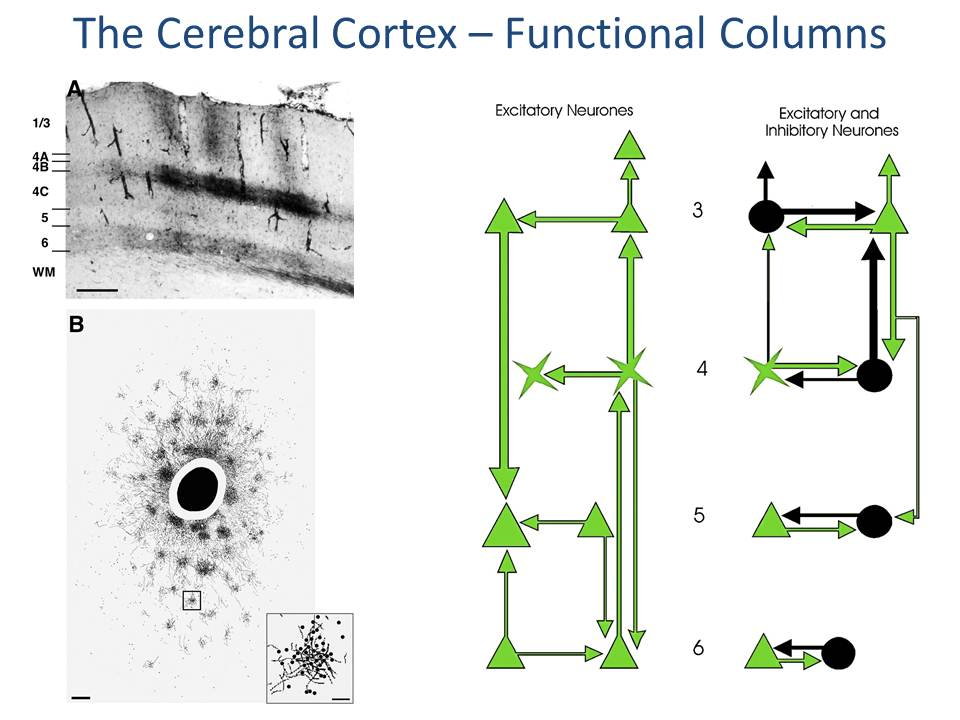 The Cerebral Cortex – Functional Columns
A
1/3
4A
4B
4C
5
6
WM
B
Excitatory Neurones
Excitatory and
Inhibitory Neurones
3
4
5
6